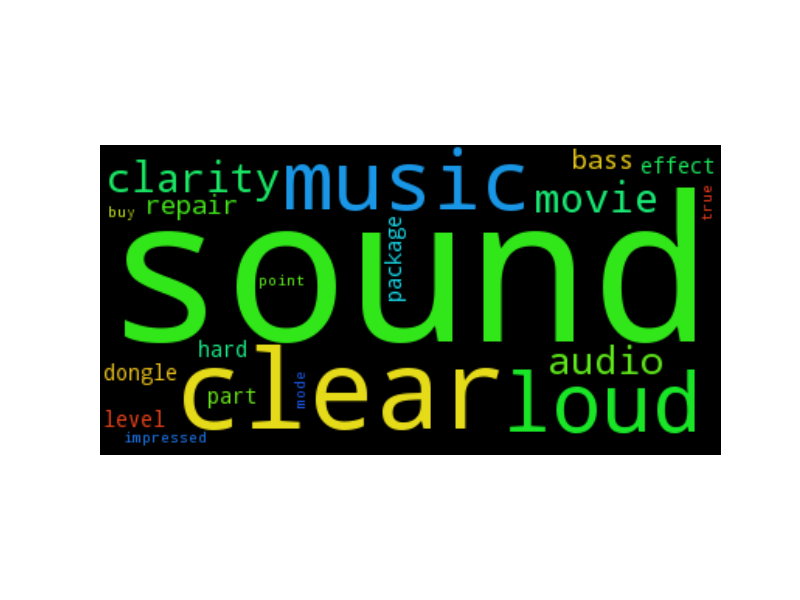 clarity music bass effect
buy repair movie true
sound
point package
hard clear audio
dongle part mode loud
level
impressed